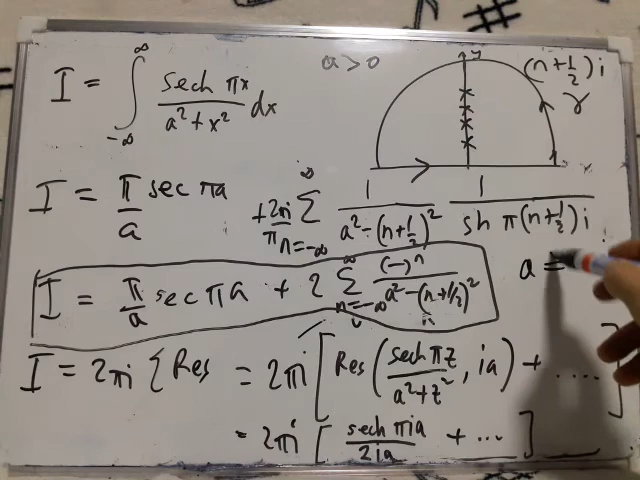 I = ∫_{-∞}^{∞} sech πx / (a² + x²) dx
a > 0
y
(n+½)i
γ
I = π/a sec πa + 2πi/π ∑_{n=-∞}^{∞} 1/(a² - (n+½)²) 1/(sh π(n+½)i)
I = π/a sec πa + 2 ∑_{n=-∞}^{∞} (-)ⁿ/(a² - (n+1/2)²)
a =
I = 2πi ∑ Res = 2πi [ Res ( sech πz / (a² + z²) , ia ) + .... ]
= 2πi [ sech πia / 2ia + ... ]